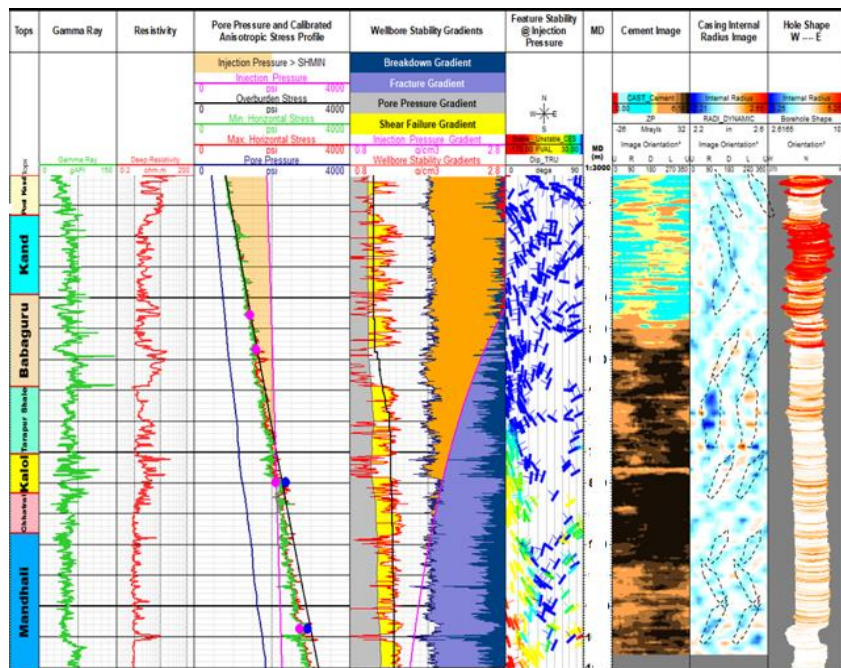 Tops
Gamma Ray
Resistivity
Pore Pressure and Calibrated
Anisotropic Stress Profile
Wellbore Stability Gradients
Feature Stability
@ Injection
Pressure
MD
Cement Image
Casing Internal
Radius Image
Hole Shape
W ---- E
Injection Pressure > SHMIN
Injection Pressure
0 psi 4000
Overburden Stress
0 psi 4000
Min. Horizontal Stress
0 psi 4000
Max. Horizontal Stress
0 psi 4000
Pore Pressure
0 psi 4000
Breakdown Gradient
Fracture Gradient
Pore Pressure Gradient
Shear Failure Gradient
Injection Pressure Gradient
0.8 g/cm3 2.8
Wellbore Stability Gradients
0.8 g/cm3 2.8
N
W E
S
Dip_TRU
0 dega 90
MD
(m)
1:3000
CAST_Cement
ZP
-26 Mrayls 32
Image Orientation°
U R D L U
0 90 180 270 360
Internal Radius
RADI_DYNAMIC
2.2 in 2.6
Image Orientation°
U R D L U
0 90 180 270 360
Internal Radius
Borehole Shape
Orientation°
N
Tops
Gamma Ray
0 gAPI 150
Deep Resistivity
0.2 ohm.m 200
Kand
Babaguru
Tarapur Shale
Kalol
Chhatral
Mandhali